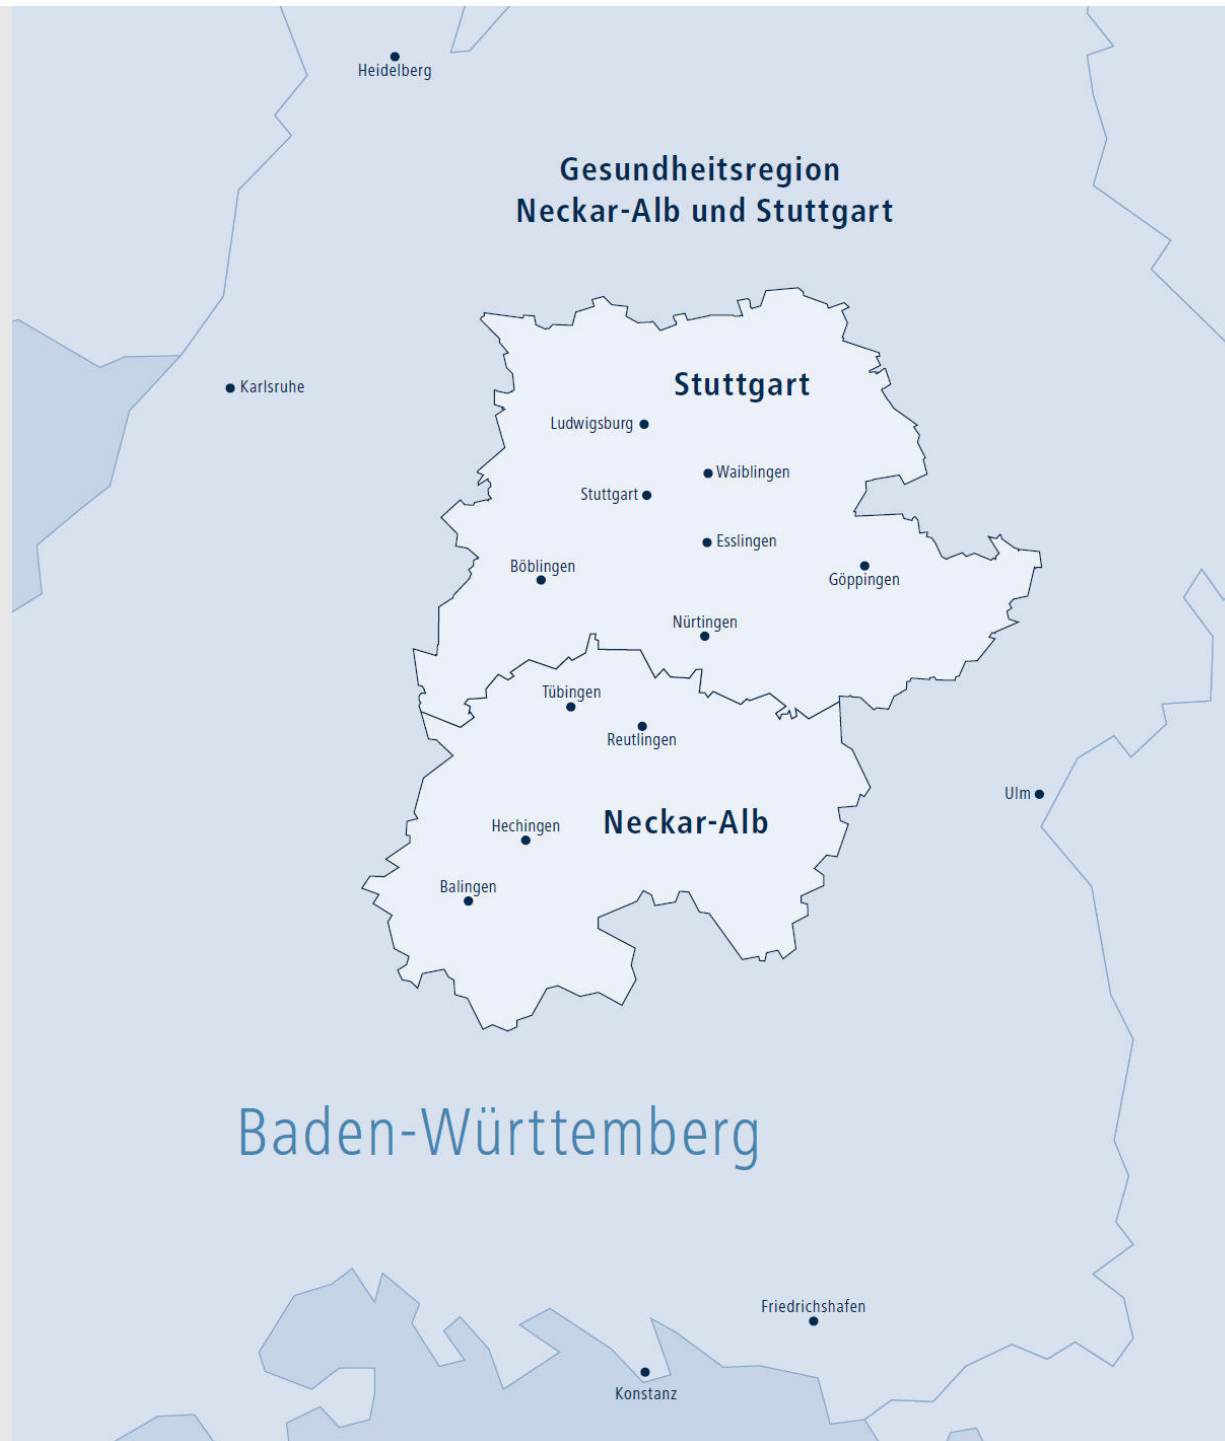 Heidelberg
Gesundheitsregion
Neckar-Alb und Stuttgart
Karlsruhe
Stuttgart
Ludwigsburg
Waiblingen
Stuttgart
Esslingen
Böblingen
Göppingen
Nürtingen
Tübingen
Reutlingen
Ulm
Neckar-Alb
Hechingen
Balingen
Baden-Württemberg
Friedrichshafen
Konstanz